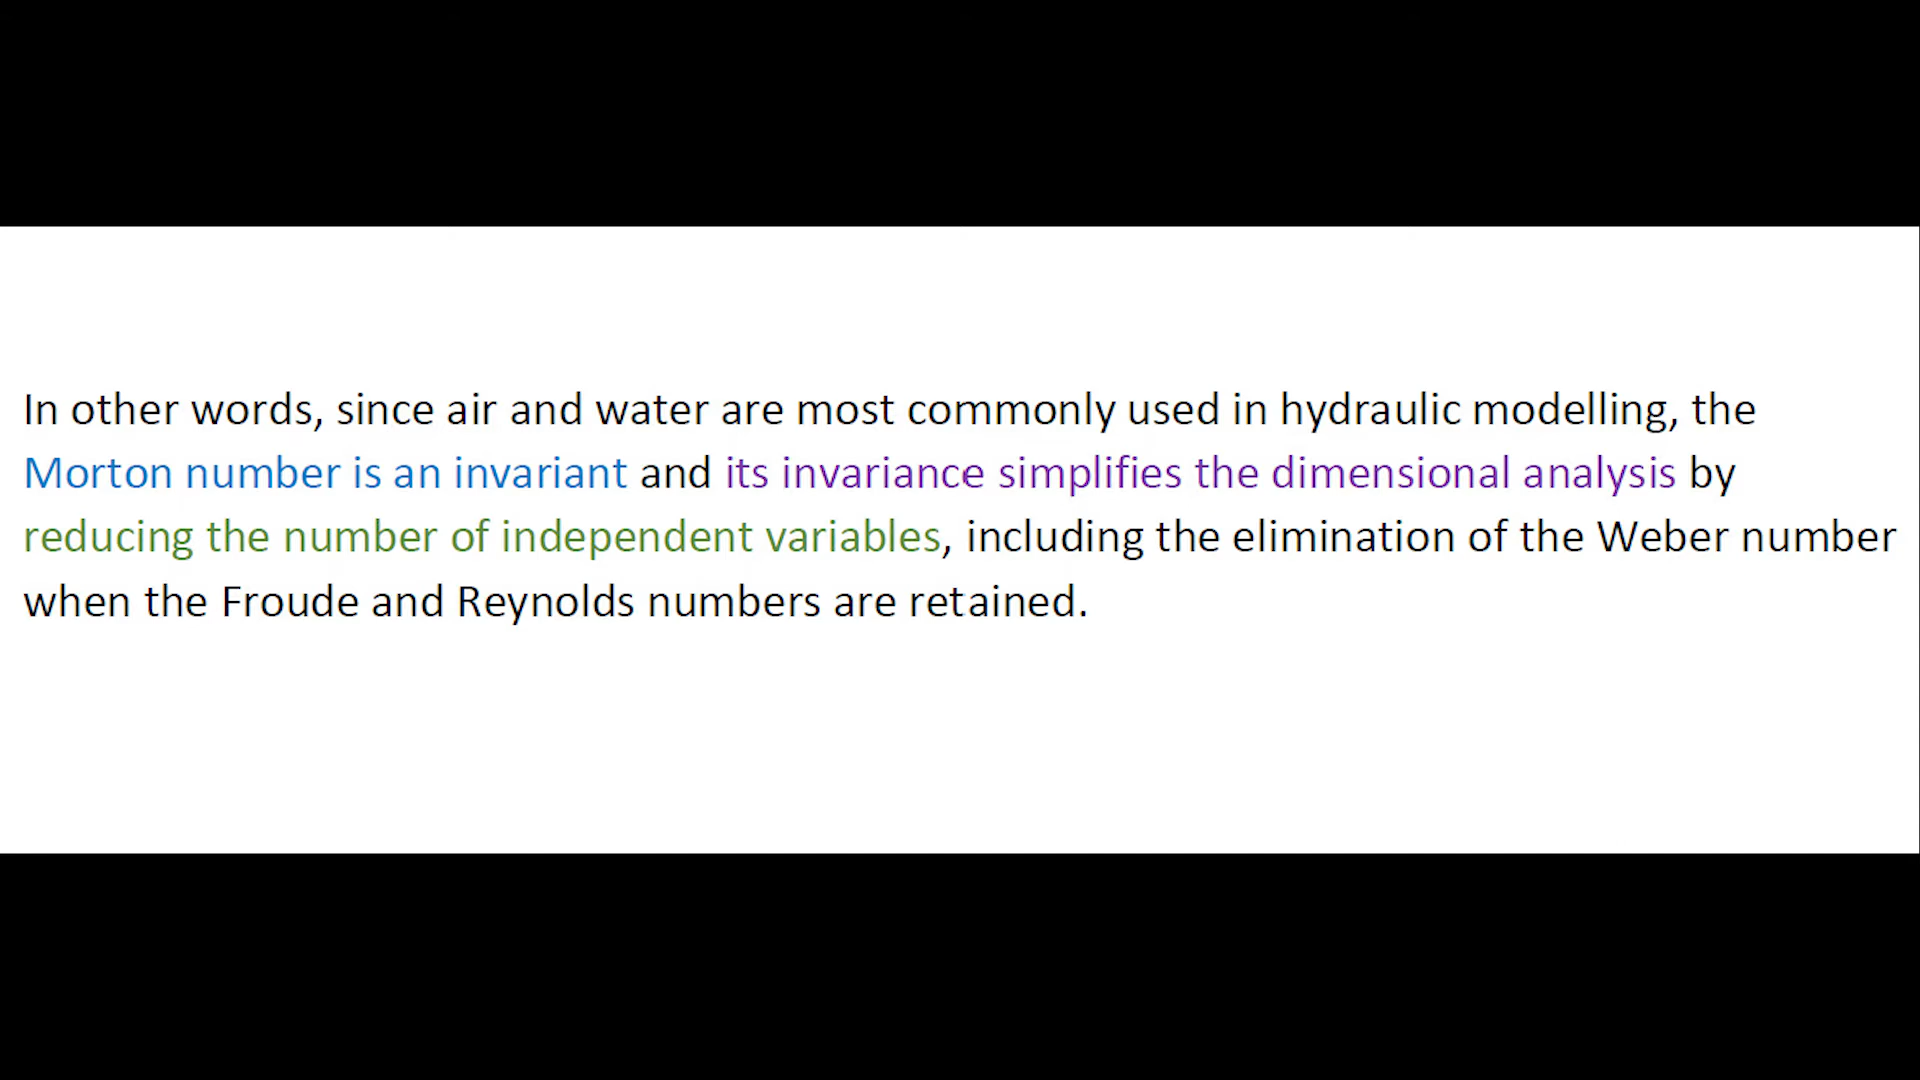 In other words, since air and water are most commonly used in hydraulic modelling, the
Morton number is an invariant and its invariance simplifies the dimensional analysis by
reducing the number of independent variables, including the elimination of the Weber number
when the Froude and Reynolds numbers are retained.